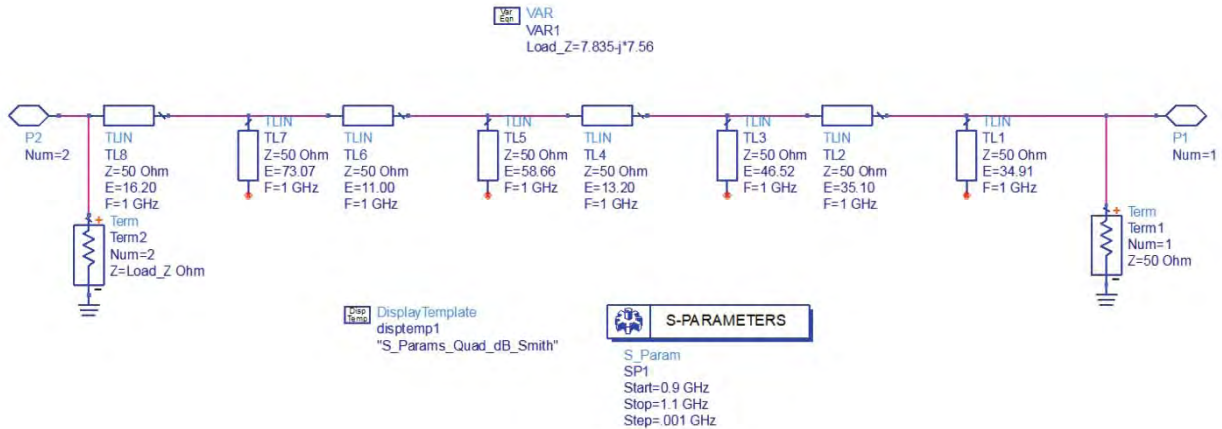 Var
Eqn
VAR
VAR1
Load_Z=7.835-j*7.56
P2
Num=2
TLIN
TL8
Z=50 Ohm
E=16.20
F=1 GHz
TLIN
TL7
Z=50 Ohm
E=73.07
F=1 GHz
TLIN
TL6
Z=50 Ohm
E=11.00
F=1 GHz
TLIN
TL5
Z=50 Ohm
E=58.66
F=1 GHz
TLIN
TL4
Z=50 Ohm
E=13.20
F=1 GHz
TLIN
TL3
Z=50 Ohm
E=46.52
F=1 GHz
TLIN
TL2
Z=50 Ohm
E=35.10
F=1 GHz
TLIN
TL1
Z=50 Ohm
E=34.91
F=1 GHz
P1
Num=1
+
Term
Term2
Num=2
Z=Load_Z Ohm
-
+
Term
Term1
Num=1
Z=50 Ohm
-
Disp
Temp
DisplayTemplate
disptemp1
"S_Params_Quad_dB_Smith"
S-PARAMETERS
S_Param
SP1
Start=0.9 GHz
Stop=1.1 GHz
Step=.001 GHz